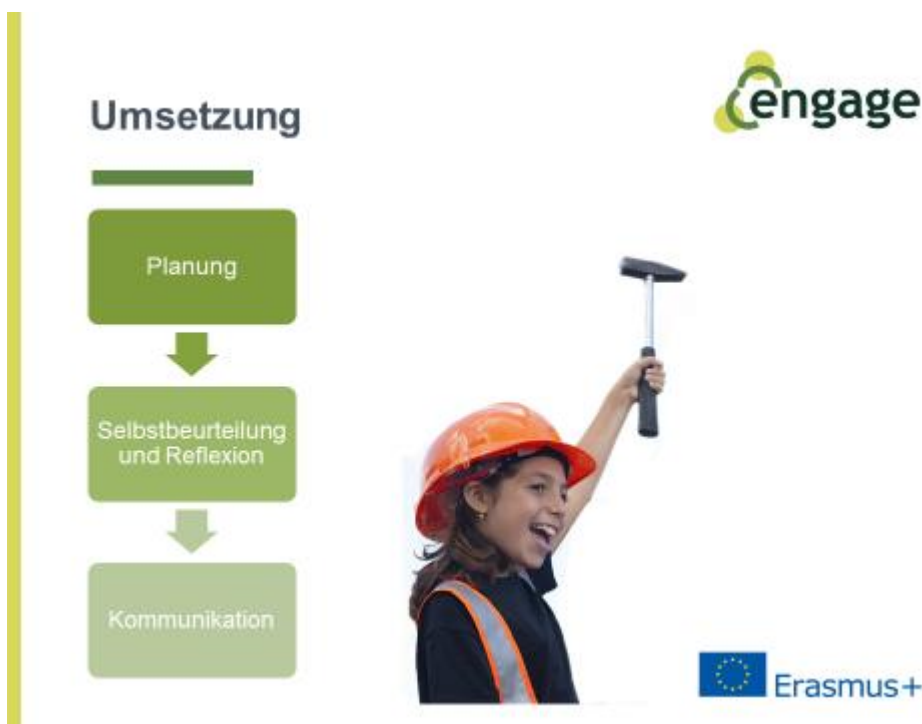 Umsetzung
engage
Planung
Selbstbeurteilung
und Reflexion
Kommunikation
Erasmus+